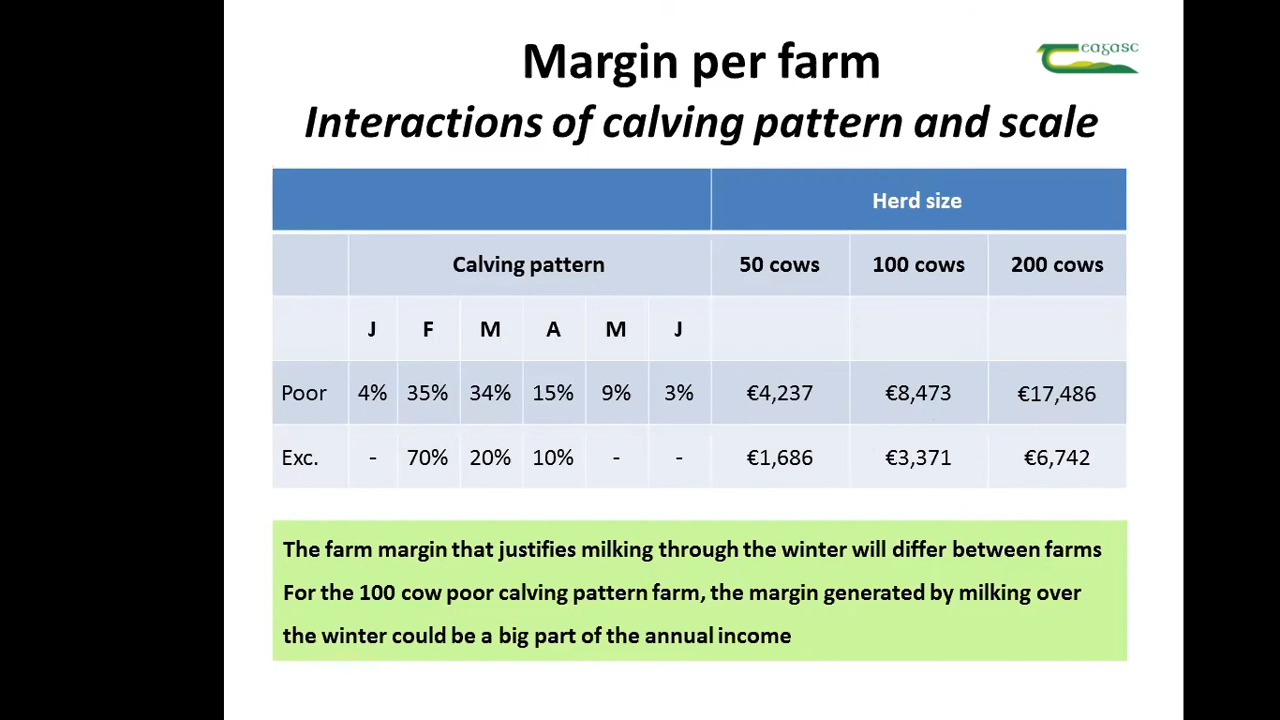 Margin per farm
eagasc
Interactions of calving pattern and scale
Herd size
Calving pattern 50 cows 100 cows 200 cows
J F M A M J
Poor 4% 35% 34% 15% 9% 3% €4,237 €8,473 €17,486
Exc. - 70% 20% 10% - - €1,686 €3,371 €6,742
The farm margin that justifies milking through the winter will differ between farms
For the 100 cow poor calving pattern farm, the margin generated by milking over
the winter could be a big part of the annual income